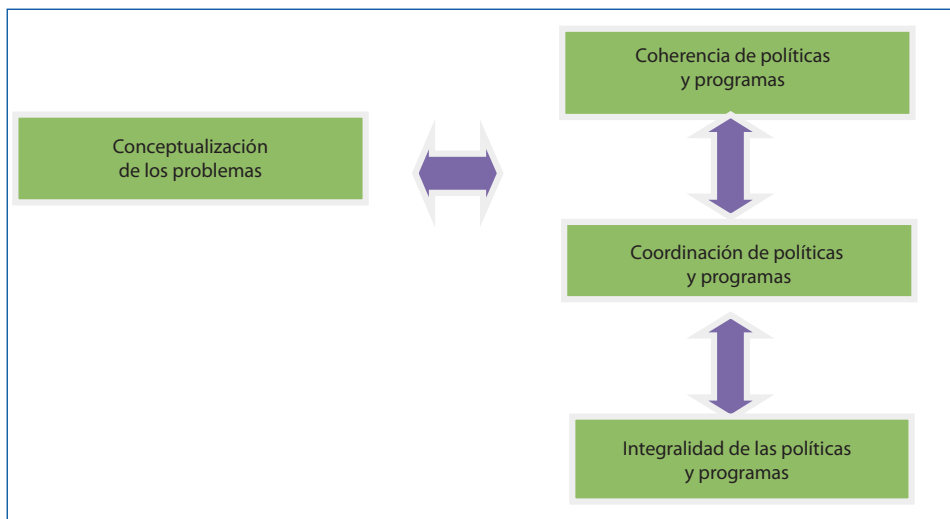 Coherencia de políticas
y programas
Conceptualización
de los problemas
Coordinación de políticas
y programas
Integralidad de las políticas
y programas